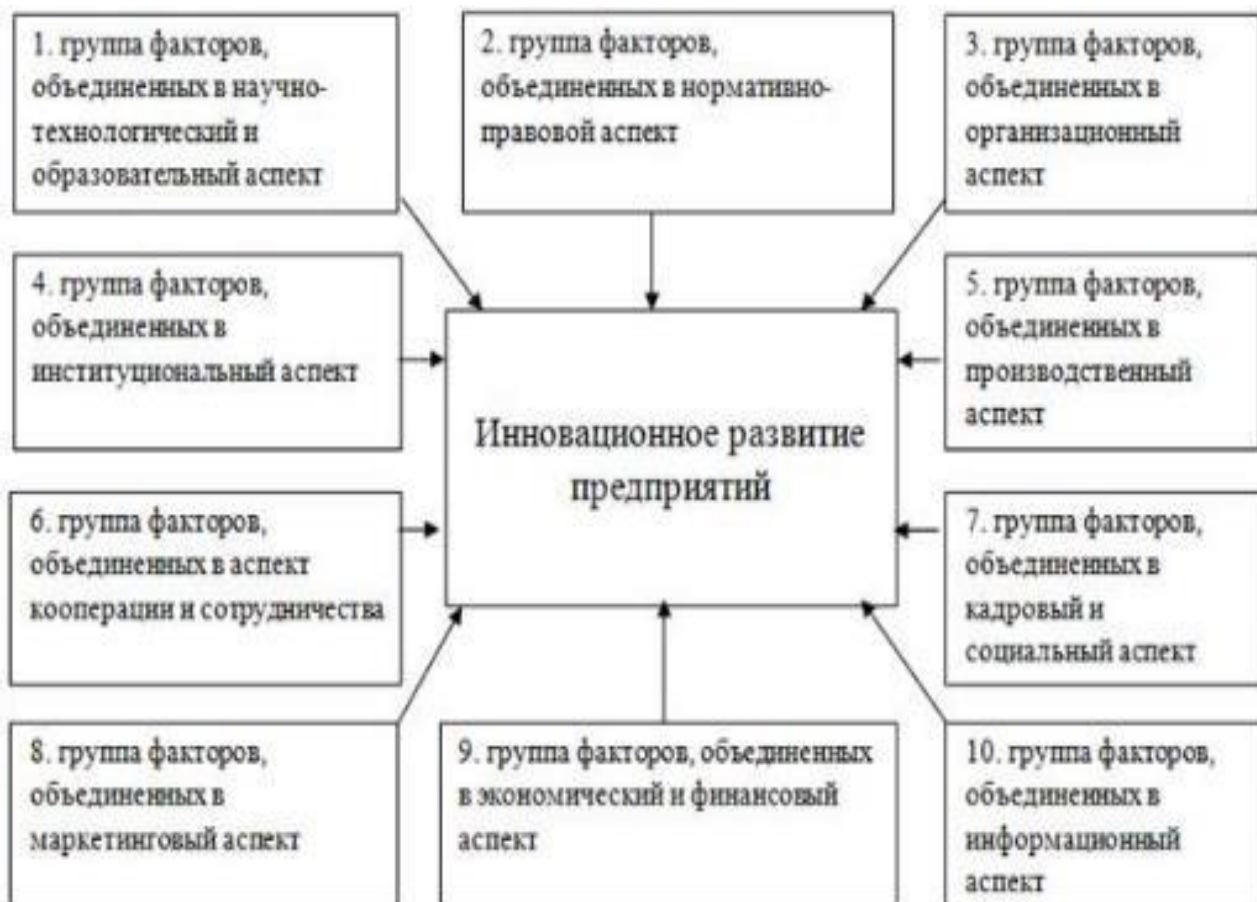 1. группа факторов,
объединенных в научно-
технологический и
образовательный аспект
2. группа факторов,
объединенных в нормативно-
правовой аспект
3. группа факторов,
объединенных в
организационный
аспект
4. группа факторов,
объединенных в
институциональный аспект
5. группа факторов,
объединенных в
производственный
аспект
Инновационное развитие
предприятий
6. группа факторов,
объединенных в аспект
кооперации и сотрудничества
7. группа факторов,
объединенных в
кадровый и
социальный аспект
8. группа факторов,
объединенных в
маркетинговый аспект
9. группа факторов, объединенных
в экономический и финансовый
аспект
10. группа факторов,
объединенных в
информационный
аспект